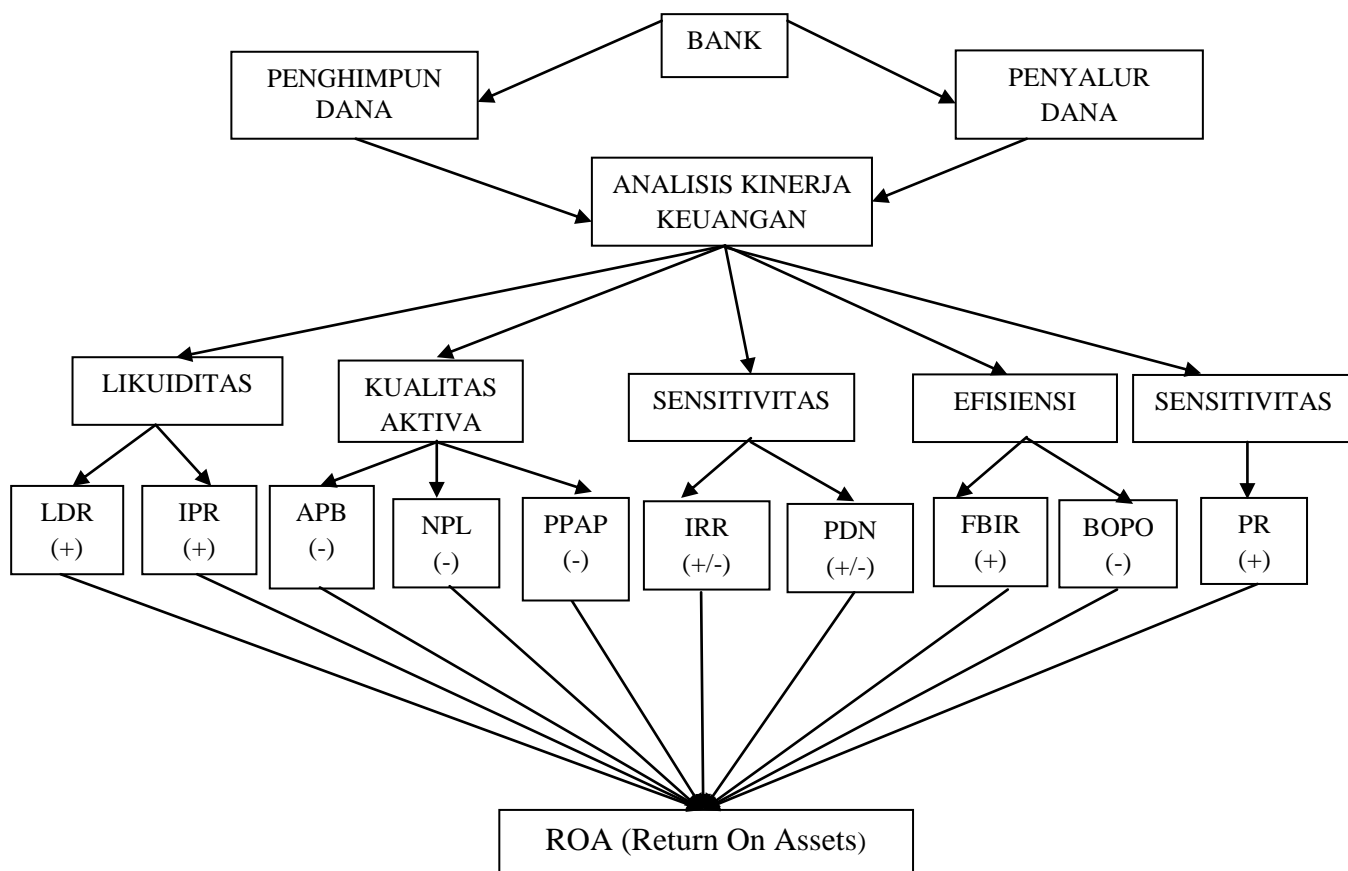 BANK
PENGHIMPUN
DANA
PENYALUR
DANA
ANALISIS KINERJA
KEUANGAN
LIKUIDITAS
KUALITAS
AKTIVA
SENSITIVITAS
EFISIENSI
SENSITIVITAS
LDR
(+)
IPR
(+)
APB
(-)
NPL
(-)
PPAP
(-)
IRR
(+/-)
PDN
(+/-)
FBIR
(+)
BOPO
(-)
PR
(+)
ROA (Return On Assets)